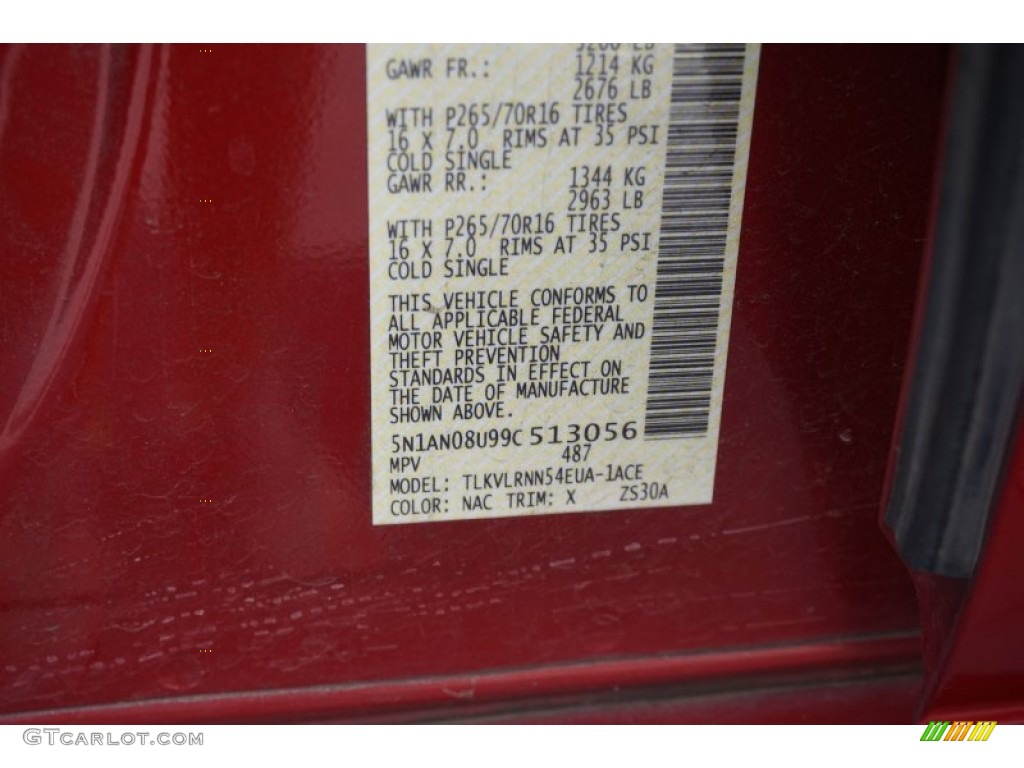 GAWR FR.: 1214 KG
2676 LB
WITH P265/70R16 TIRES
16 X 7.0 RIMS AT 35 PSI
COLD SINGLE
GAWR RR.: 1344 KG
2963 LB
WITH P265/70R16 TIRES
16 X 7.0 RIMS AT 35 PSI
COLD SINGLE
THIS VEHICLE CONFORMS TO
ALL APPLICABLE FEDERAL
MOTOR VEHICLE SAFETY AND
THEFT PREVENTION
STANDARDS IN EFFECT ON
THE DATE OF MANUFACTURE
SHOWN ABOVE.
5N1AN08U99C 513056
MPV 487
MODEL: TLKVLRNN54EUA-1ACE
COLOR: NAC TRIM: X ZS30A
GTCARLOT.COM